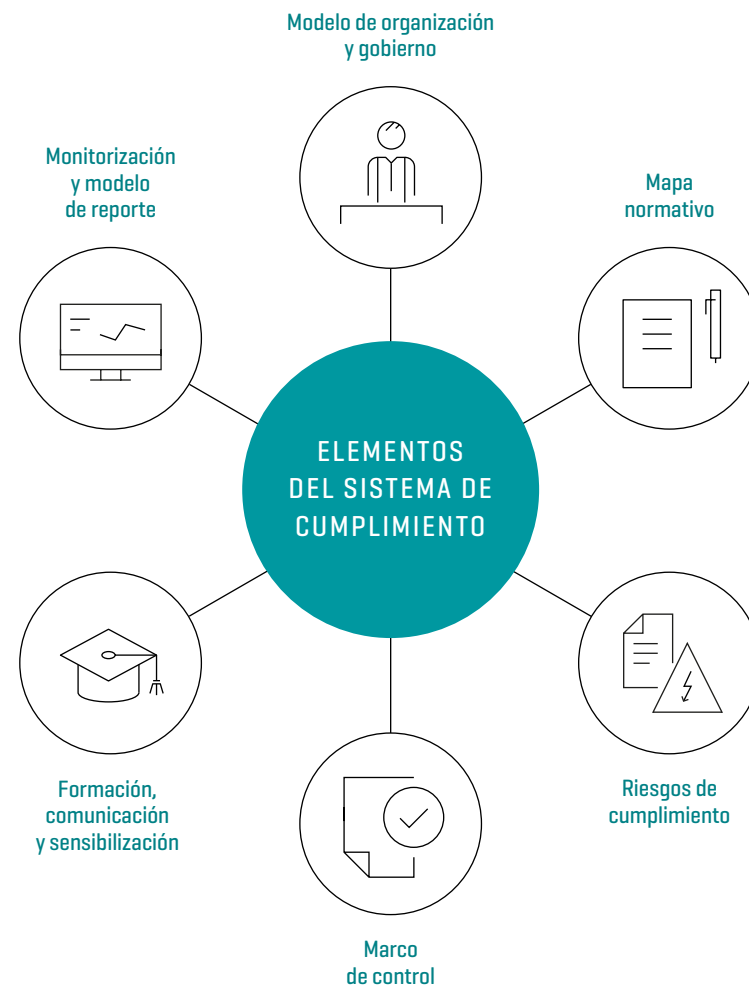 Modelo de organización
y gobierno
Monitorización
y modelo
de reporte
Mapa
normativo
ELEMENTOS
DEL SISTEMA DE
CUMPLIMIENTO
Formación,
comunicación
y sensibilización
Riesgos de
cumplimiento
Marco
de control